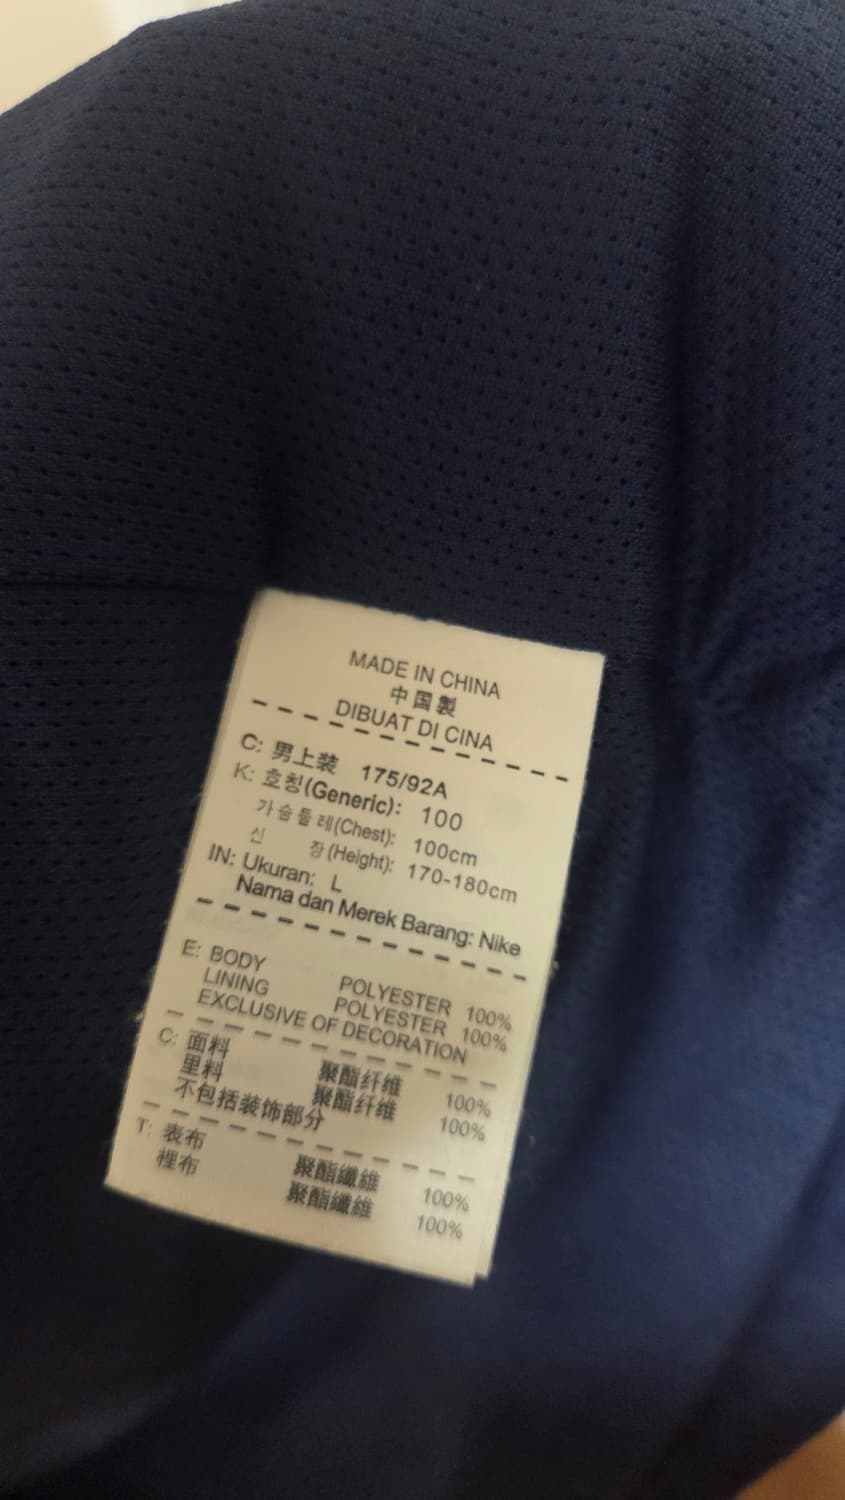 MADE IN CHINA
中国製
DIBUAT DI CINA
C: 男上装 175/92A
K: 호칭(Generic): 100
가슴둘레(Chest): 100cm
신 장(Height): 170-180cm
IN: Ukuran: L
Nama dan Merek Barang: Nike
E: BODY POLYESTER 100%
LINING POLYESTER 100%
EXCLUSIVE OF DECORATION
C: 面料 聚酯纤维 100%
里料 聚酯纤维 100%
不包括装饰部分
T: 表布 聚酯纖維 100%
裡布 聚酯纖維 100%